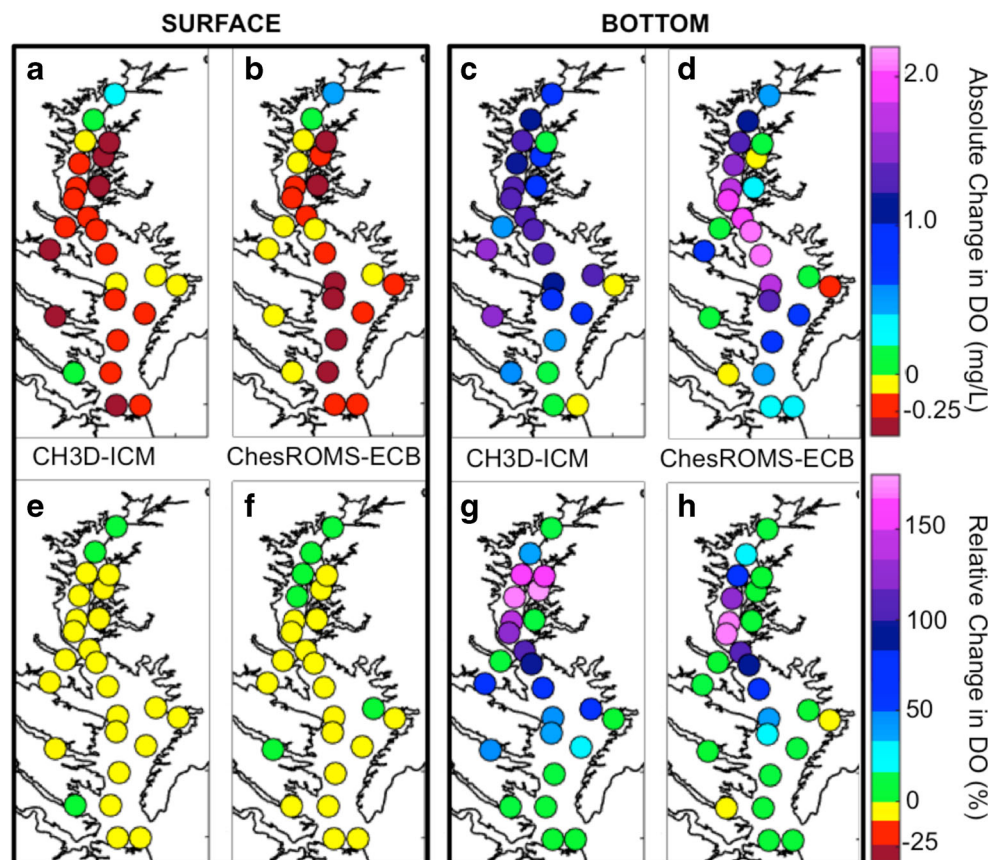 SURFACE BOTTOM
a b c d
2.0
1.0
0
-0.25
Absolute Change in DO (mg/L)
CH3D-ICM ChesROMS-ECB CH3D-ICM ChesROMS-ECB
e f g h
150
100
50
0
-25
Relative Change in DO (%)